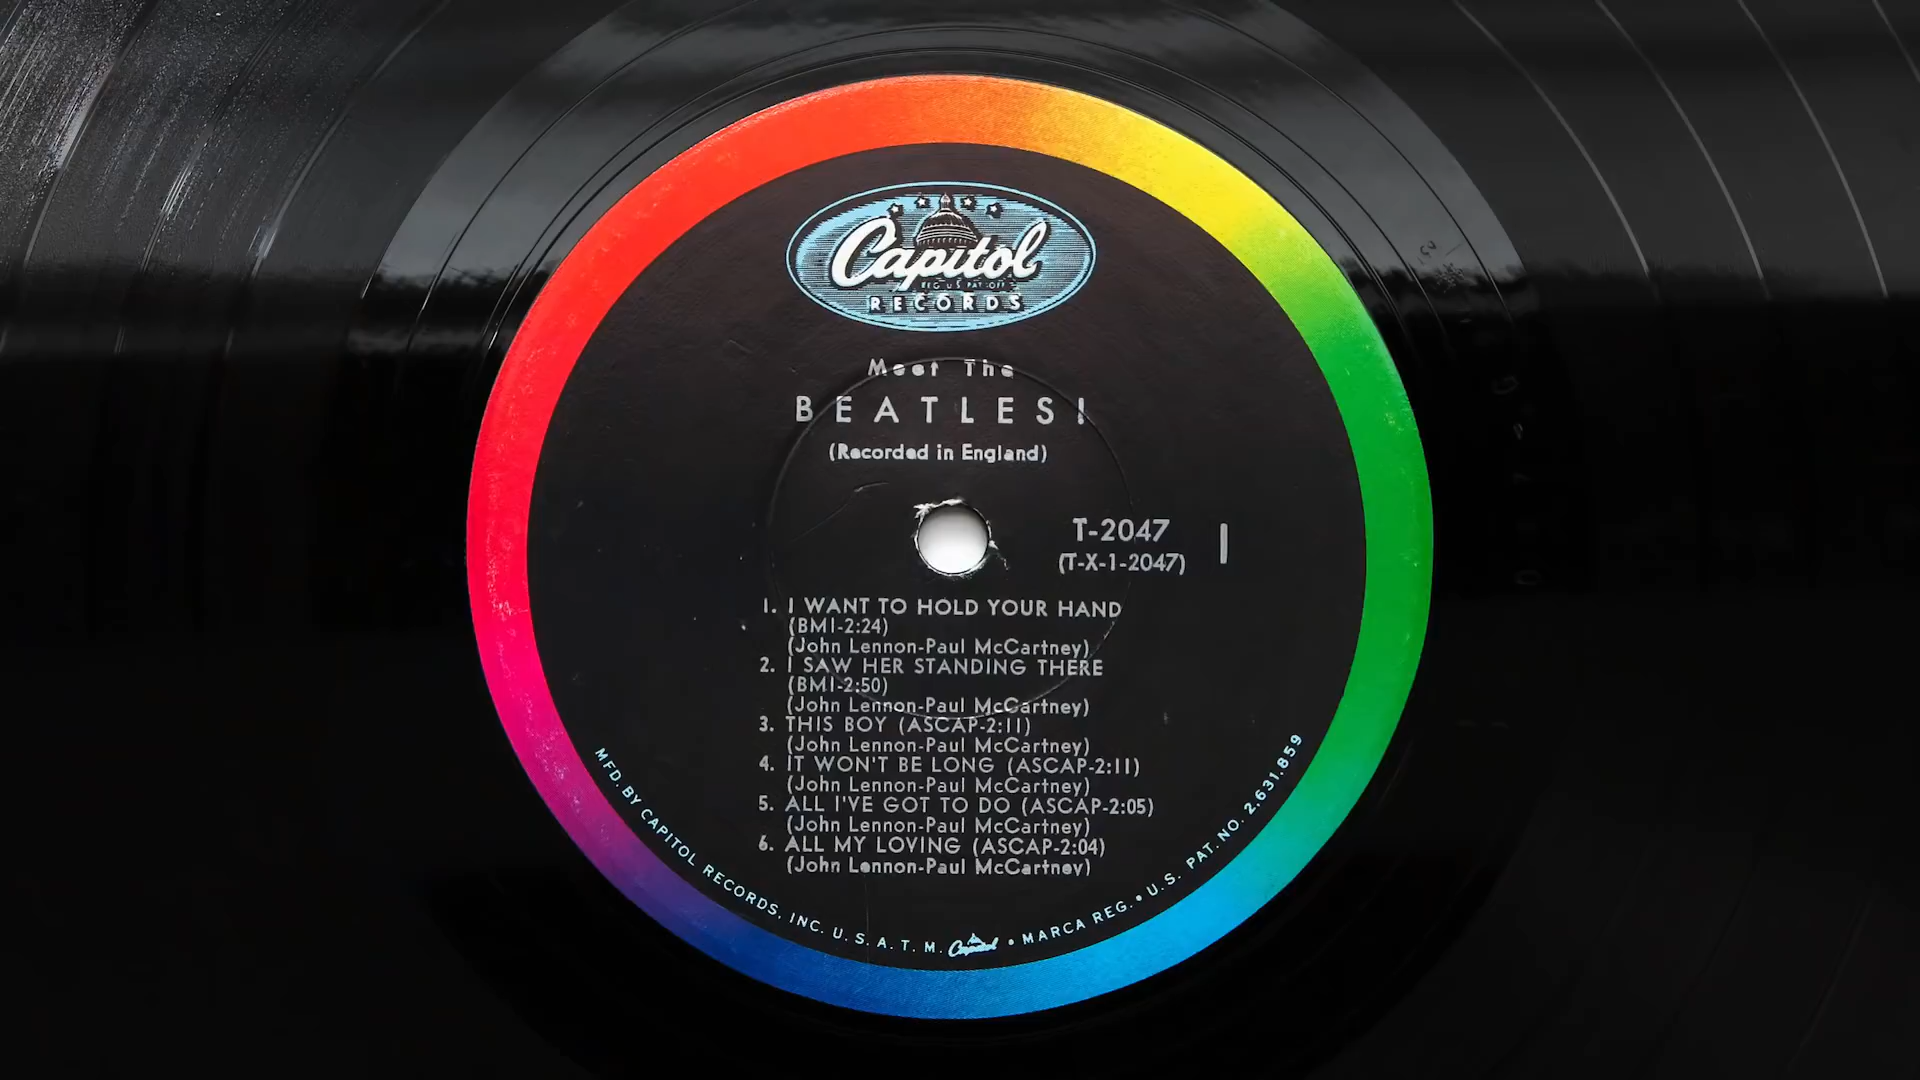 Capitol
REG. U.S. PAT. OFF.
RECORDS
Meet The
BEATLES!
(Recorded in England)
T-2047
(T-X-1-2047)
1
1. I WANT TO HOLD YOUR HAND
(BMI-2:24)
(John Lennon-Paul McCartney)
2. I SAW HER STANDING THERE
(BMI-2:50)
(John Lennon-Paul McCartney)
3. THIS BOY (ASCAP-2:11)
(John Lennon-Paul McCartney)
4. IT WON'T BE LONG (ASCAP-2:11)
(John Lennon-Paul McCartney)
5. ALL I'VE GOT TO DO (ASCAP-2:05)
(John Lennon-Paul McCartney)
6. ALL MY LOVING (ASCAP-2:04)
(John Lennon-Paul McCartney)
MFD. BY CAPITOL RECORDS, INC. U.S.A. T.M. Capitol • MARCA REG. • U.S. PAT. NO. 2,631,859